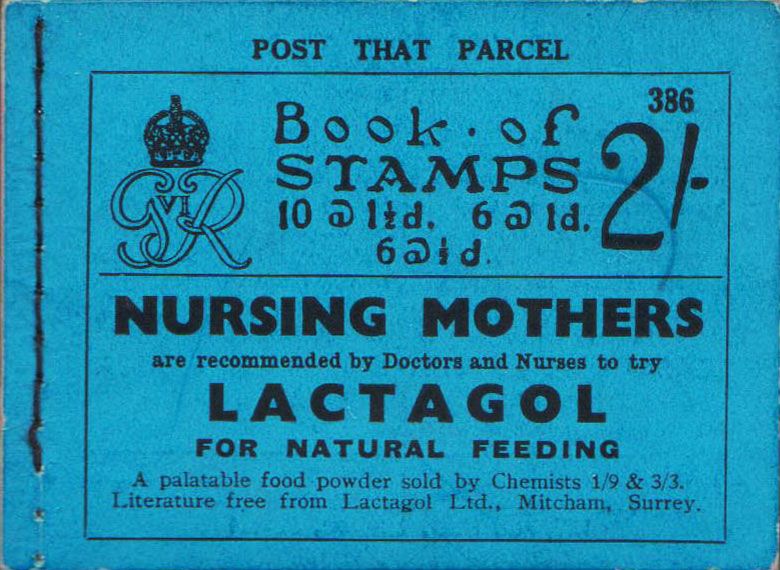 POST THAT PARCEL
386
Book · of
STAMPS
2/-
10 @ 1½d. 6 @ 1d.
6 @ ½d.
G VI R
NURSING MOTHERS
are recommended by Doctors and Nurses to try
LACTAGOL
FOR NATURAL FEEDING
A palatable food powder sold by Chemists 1/9 & 3/3.
Literature free from Lactagol Ltd., Mitcham, Surrey.